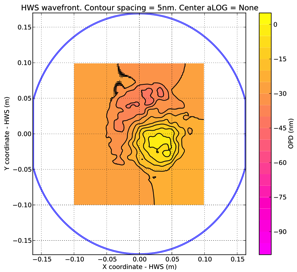 HWS wavefront. Contour spacing = 5nm. Center aLOG = None
0.15
0.10
0.05
0.00
−0.05
−0.10
−0.15
Y coordinate - HWS (m)
−0.15 −0.10 −0.05 0.00 0.05 0.10 0.15
X coordinate - HWS (m)
0
−15
−30
−45
−60
−75
−90
OPD (nm)